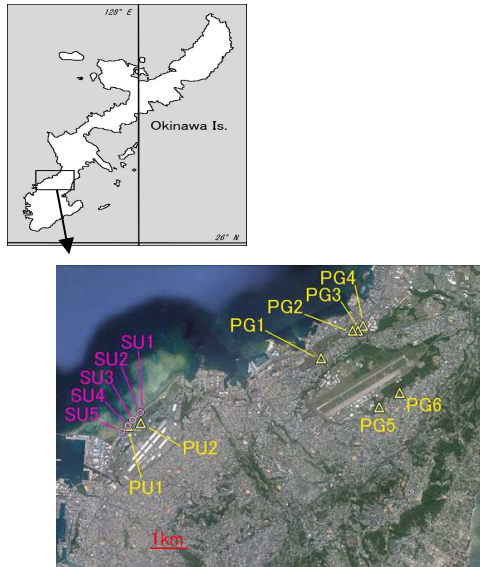 128° E
Okinawa Is.
26° N
PG4
PG3
PG2
PG1
SU1
SU2
SU3
SU4
SU5
PG6
PG5
PU2
PU1
1km